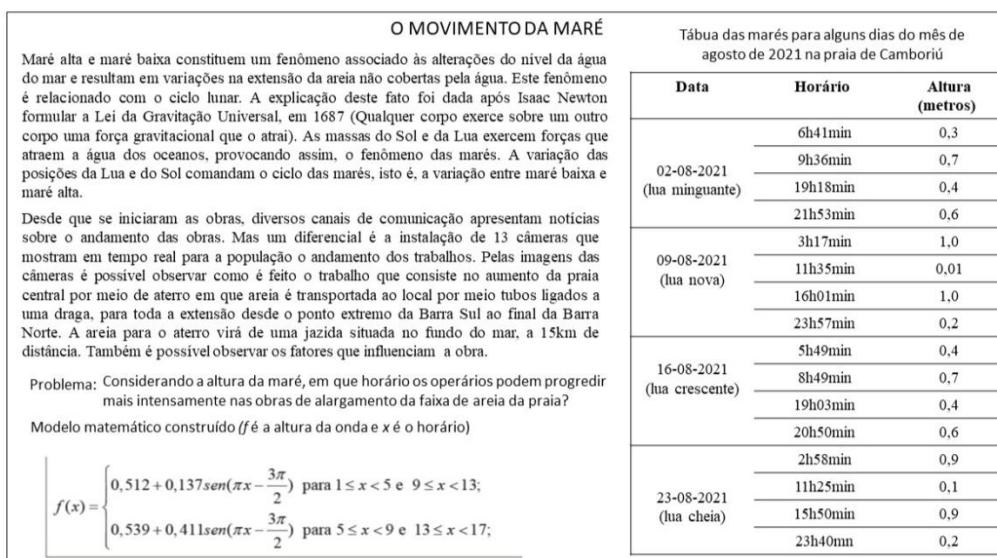 O MOVIMENTO DA MARÉ
Maré alta e maré baixa constituem um fenômeno associado às alterações do nível da água
do mar e resultam em variações na extensão da areia não cobertas pela água. Este fenômeno
é relacionado com o ciclo lunar. A explicação deste fato foi dada após Isaac Newton
formular a Lei da Gravitação Universal, em 1687 (Qualquer corpo exerce sobre um outro
corpo uma força gravitacional que o atrai). As massas do Sol e da Lua exercem forças que
atraem a água dos oceanos, provocando assim, o fenômeno das marés. A variação das
posições da Lua e do Sol comandam o ciclo das marés, isto é, a variação entre maré baixa e
maré alta.
Desde que se iniciaram as obras, diversos canais de comunicação apresentam notícias
sobre o andamento das obras. Mas um diferencial é a instalação de 13 câmeras que
mostram em tempo real para a população o andamento dos trabalhos. Pelas imagens das
câmeras é possível observar como é feito o trabalho que consiste no aumento da praia
central por meio de aterro em que areia é transportada ao local por meio tubos ligados a
uma draga, para toda a extensão desde o ponto extremo da Barra Sul ao final da Barra
Norte. A areia para o aterro virá de uma jazida situada no fundo do mar, a 15km de
distância. Também é possível observar os fatores que influenciam a obra.
Problema: Considerando a altura da maré, em que horário os operários podem progredir
mais intensamente nas obras de alargamento da faixa de areia da praia?
Modelo matemático construído (f é a altura da onda e x é o horário)
f(x) = { 0,512 + 0,137sen(πx − 3π/2) para 1 ≤ x < 5 e 9 ≤ x < 13;
0,539 + 0,411sen(πx − 3π/2) para 5 ≤ x < 9 e 13 ≤ x < 17;
Tábua das marés para alguns dias do mês de
agosto de 2021 na praia de Camboriú
Data Horário Altura
(metros)
02-08-2021
(lua minguante)
6h41min 0,3
9h36min 0,7
19h18min 0,4
21h53min 0,6
09-08-2021
(lua nova)
3h17min 1,0
11h35min 0,01
16h01min 1,0
23h57min 0,2
16-08-2021
(lua crescente)
5h49min 0,4
8h49min 0,7
19h03min 0,4
20h50min 0,6
23-08-2021
(lua cheia)
2h58min 0,9
11h25min 0,1
15h50min 0,9
23h40mn 0,2